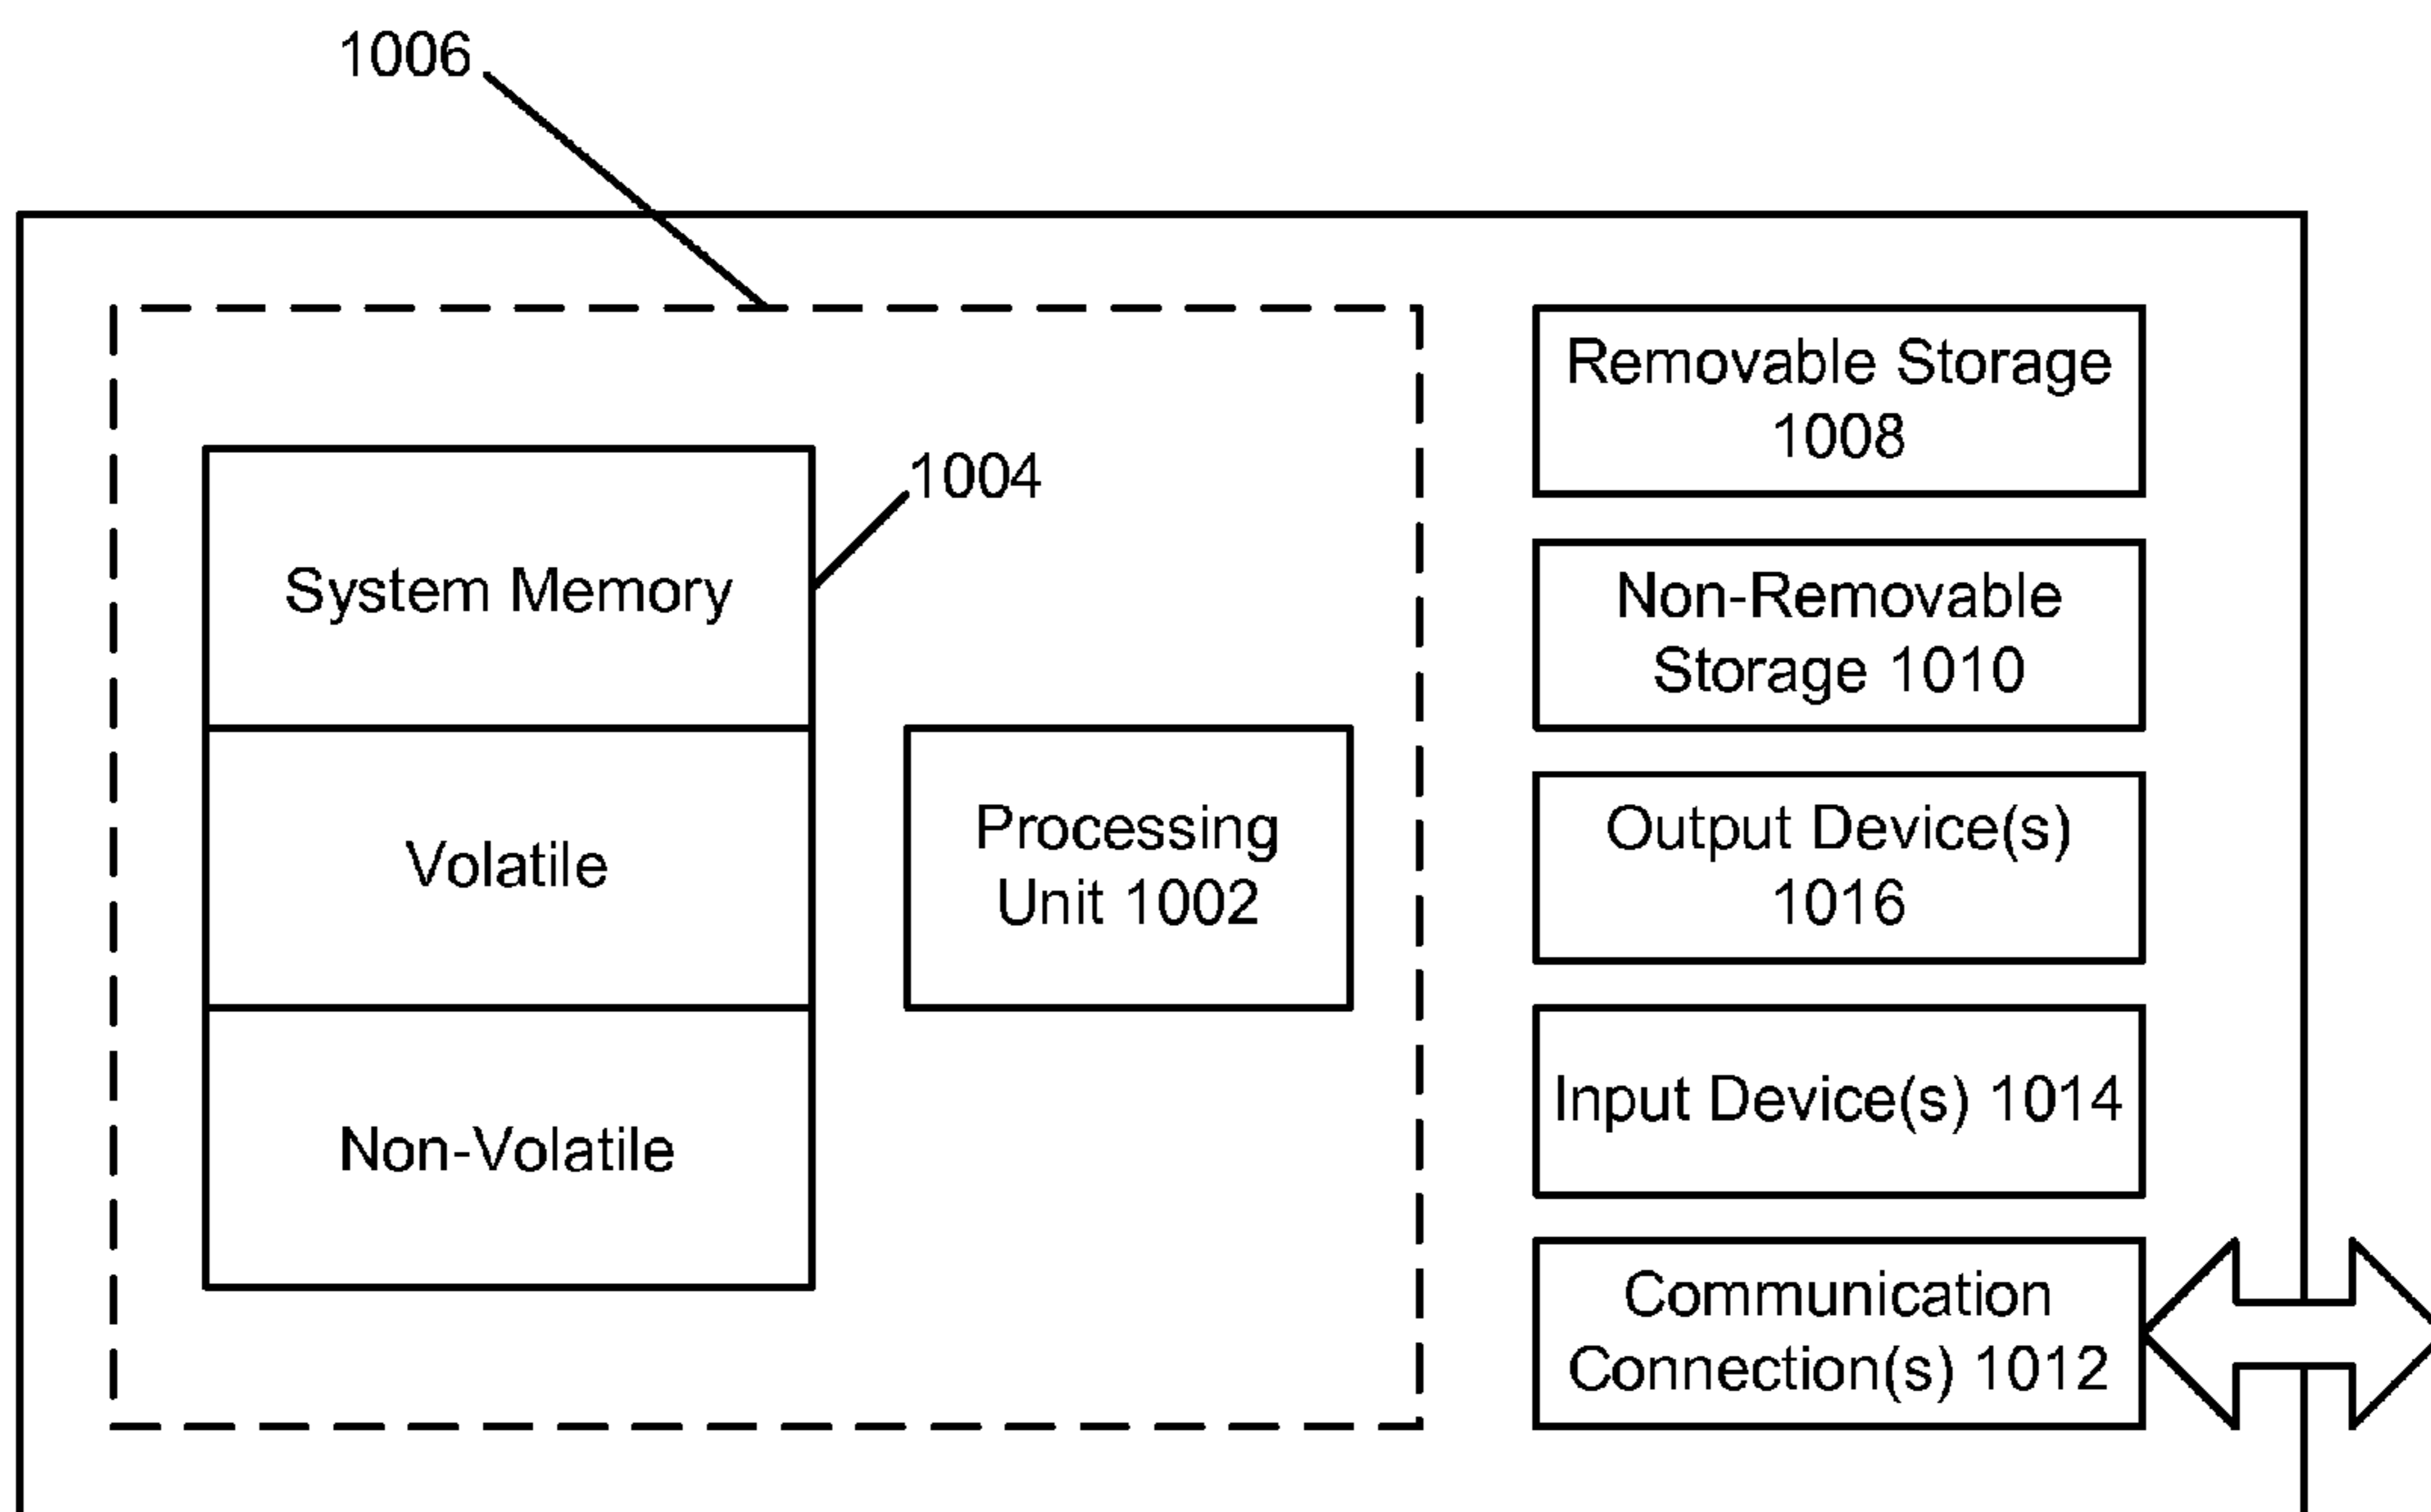 1006
1004
System Memory
Volatile
Non-Volatile
Processing
Unit 1002
Removable Storage
1008
Non-Removable
Storage 1010
Output Device(s)
1016
Input Device(s) 1014
Communication
Connection(s) 1012